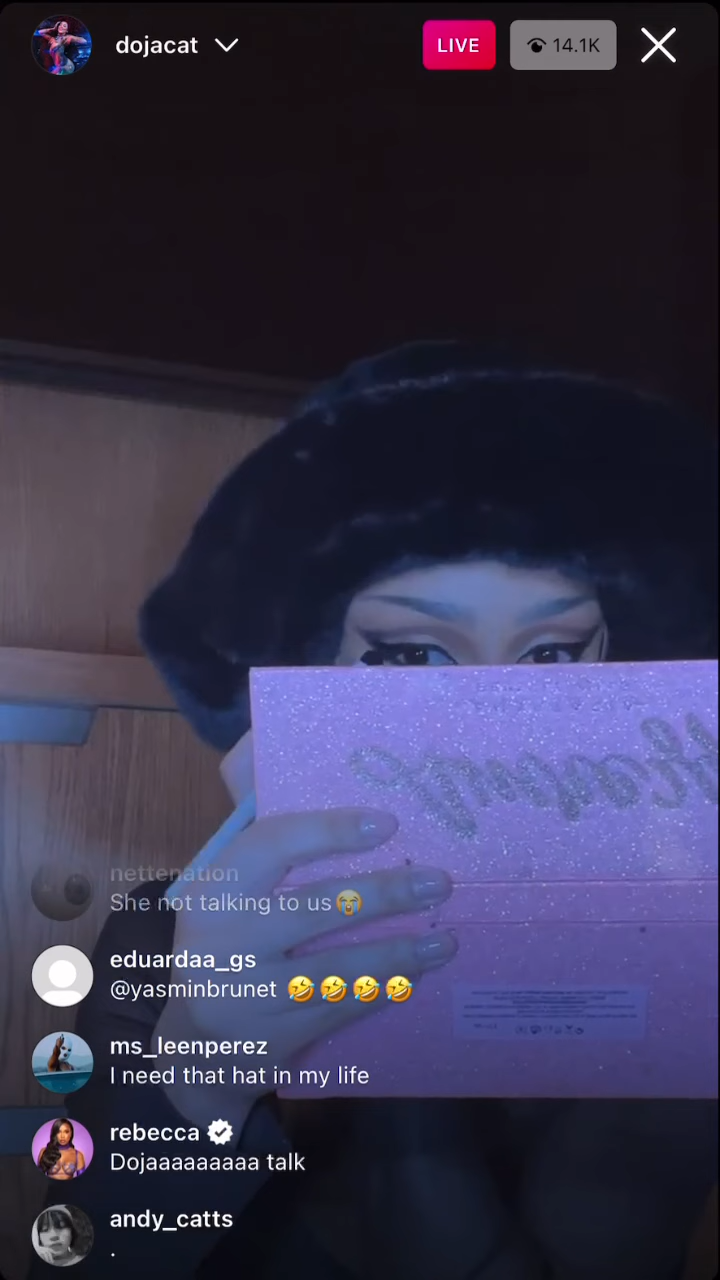 dojacat
LIVE
14.1K
nettenation
She not talking to us😭
eduardaa_gs
@yasminbrunet 🤣🤣🤣🤣
ms_leenperez
I need that hat in my life
rebecca
Dojaaaaaaaaa talk
andy_catts
.